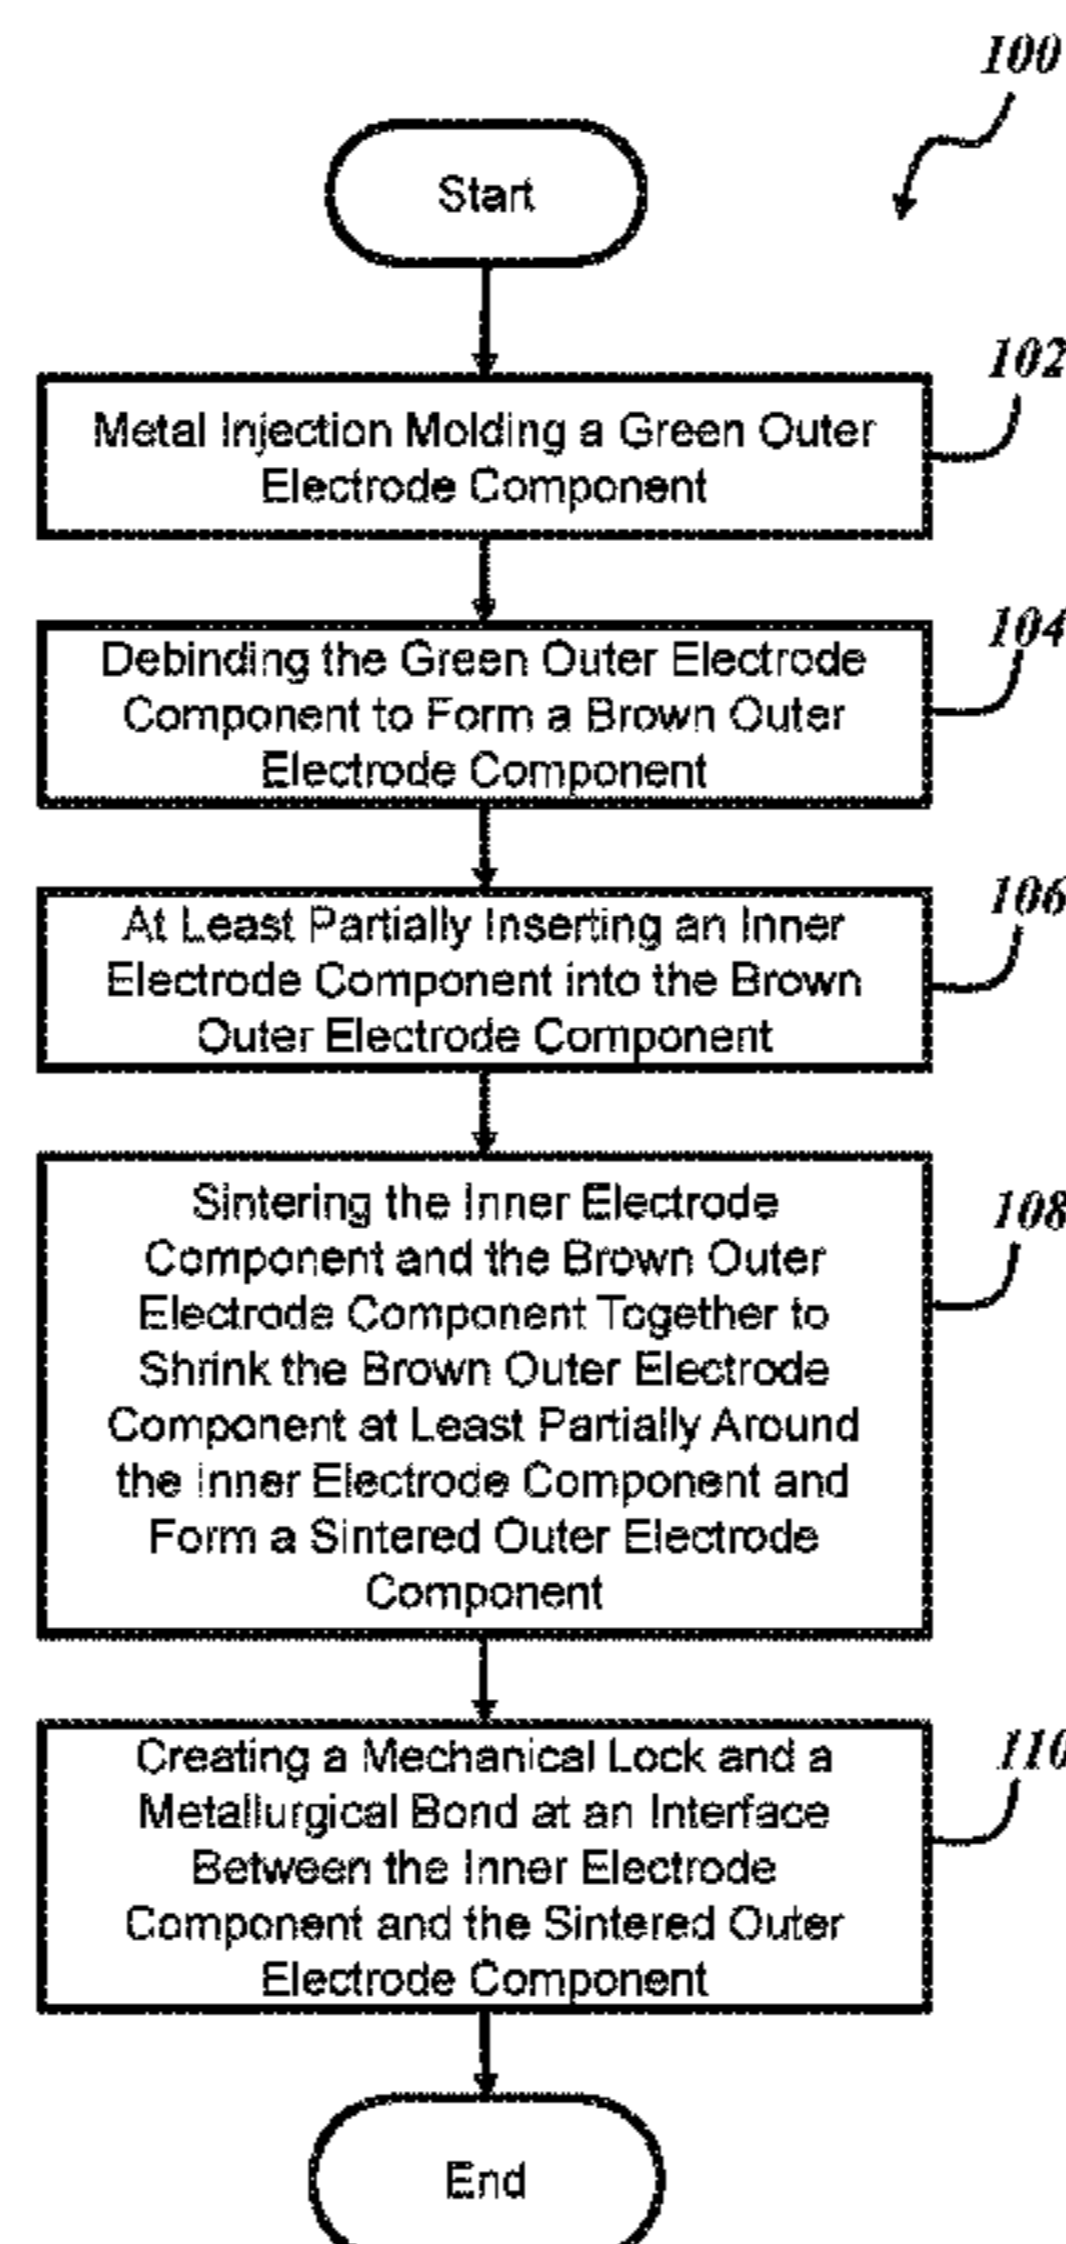 100
Start
102
Metal Injection Molding a Green Outer
Electrode Component
104
Debinding the Green Outer Electrode
Component to Form a Brown Outer
Electrode Component
106
At Least Partially Inserting an Inner
Electrode Component into the Brown
Outer Electrode Component
108
Sintering the Inner Electrode
Component and the Brown Outer
Electrode Component Together to
Shrink the Brown Outer Electrode
Component at Least Partially Around
the Inner Electrode Component and
Form a Sintered Outer Electrode
Component
110
Creating a Mechanical Lock and a
Metallurgical Bond at an Interface
Between the Inner Electrode
Component and the Sintered Outer
Electrode Component
End